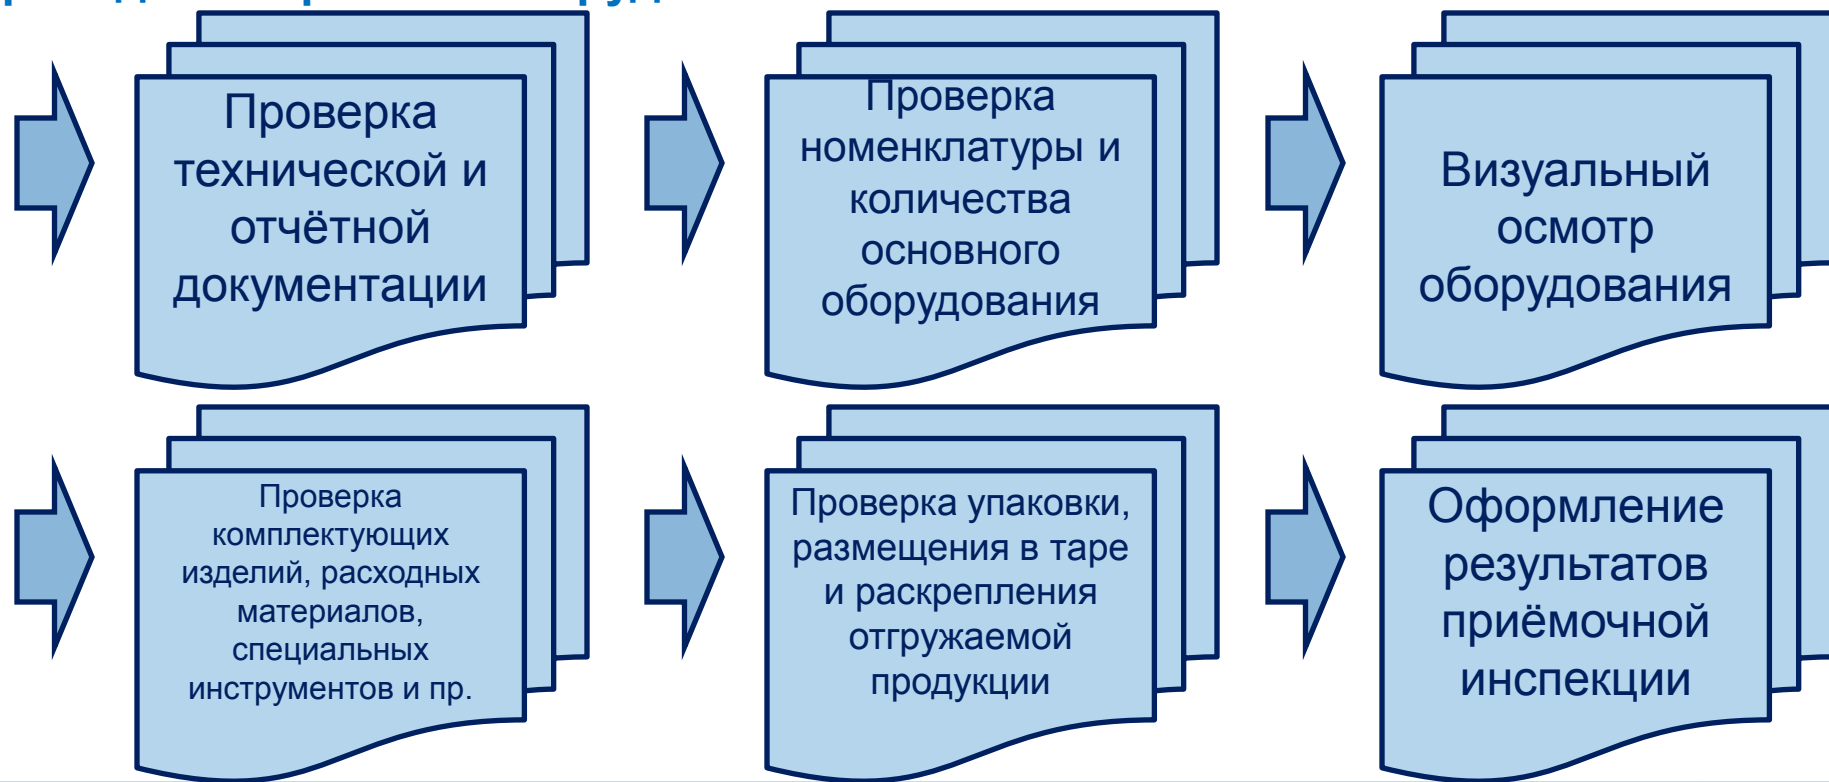 Проверка
технической и
отчётной
документации
Проверка
номенклатуры и
количества
основного
оборудования
Визуальный
осмотр
оборудования
Проверка
комплектующих
изделий, расходных
материалов,
специальных
инструментов и пр.
Проверка упаковки,
размещения в таре
и раскрепления
отгружаемой
продукции
Оформление
результатов
приёмочной
инспекции